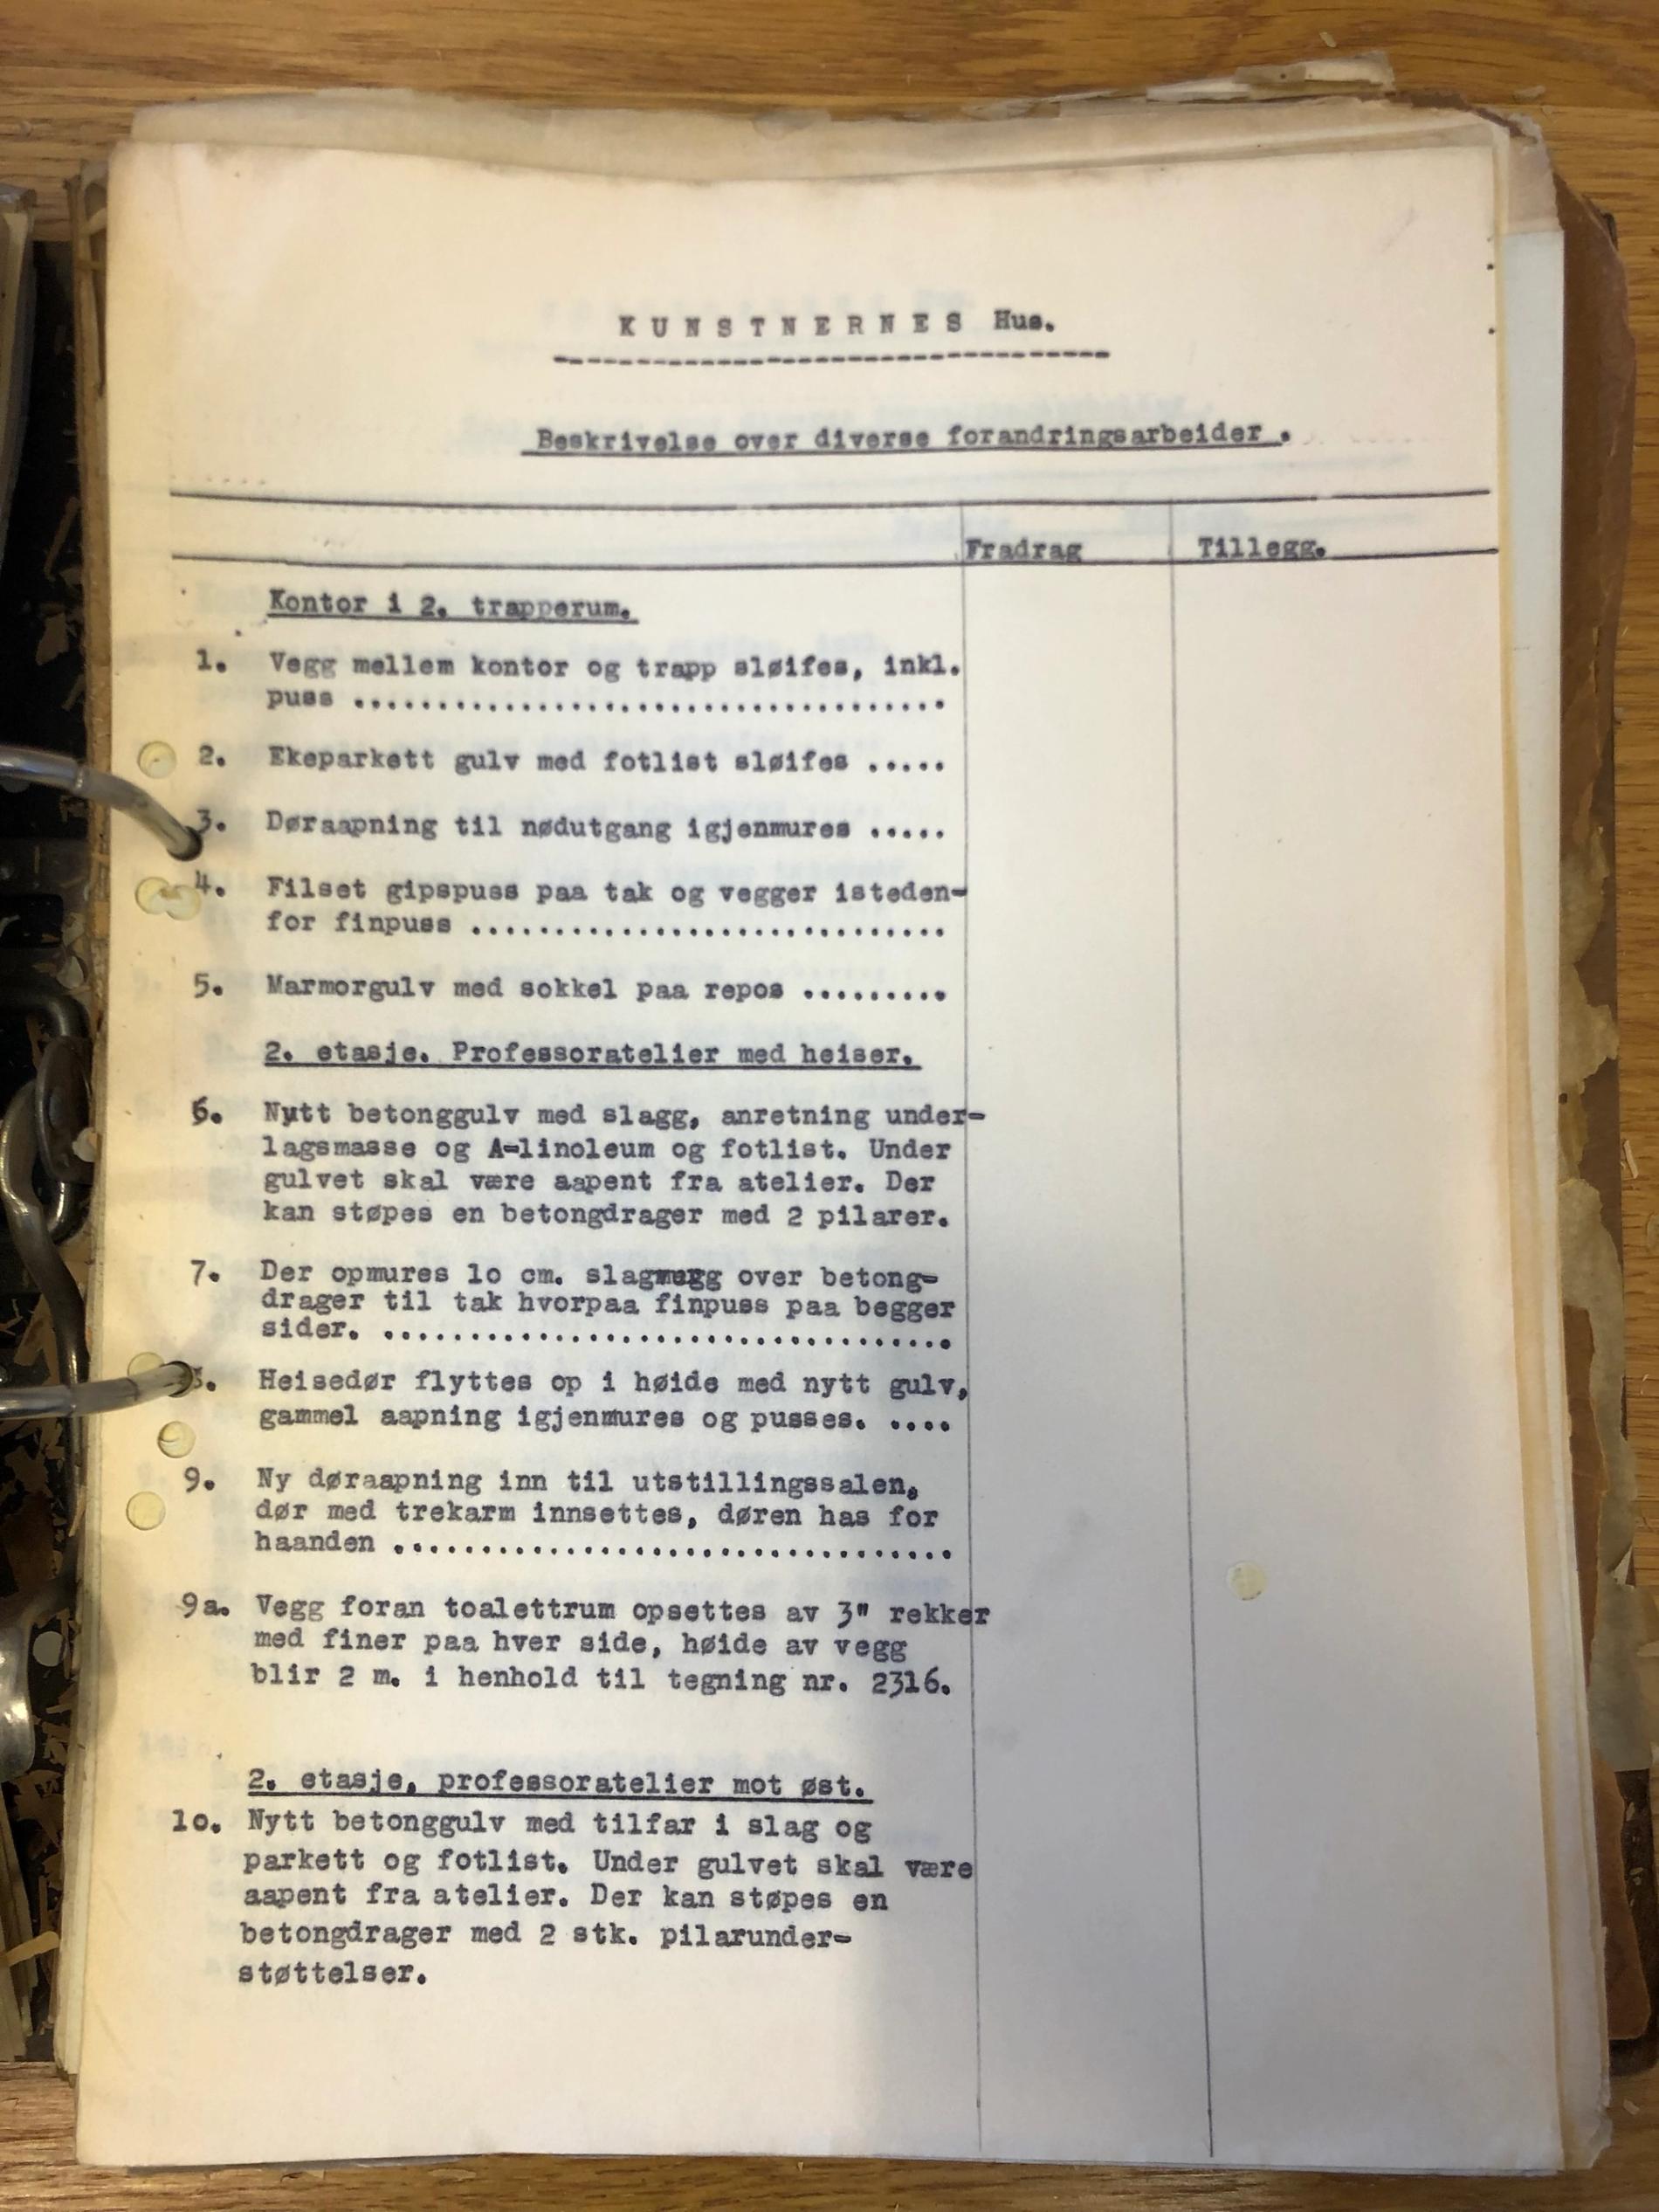 KUNSTNERNES Hus.
Beskrivelse over diverse forandringsarbeider.
Fradrag Tillegg.
Kontor i 2. trapperum.
1. Vegg mellem kontor og trapp sløifes, inkl.
puss ...................................
2. Ekeparkett gulv med fotlist sløifes .....
3. Døraapning til nødutgang igjenmures .....
4. Filset gipspuss paa tak og vegger isteden-
for finpuss ............................
5. Marmorgulv med sokkel paa repos .........
2. etasje. Professoratelier med heiser.
6. Nytt betonggulv med slagg, anretning under-
lagsmasse og A-linoleum og fotlist. Under
gulvet skal være aapent fra atelier. Der
kan støpes en betongdrager med 2 pilarer.
7. Der opmures 10 cm. slagvegg over betong-
drager til tak hvorpaa finpuss paa begger
sider. .................................
8. Heisedør flyttes op i høide med nytt gulv,
gammel aapning igjenmures og pusses. ....
9. Ny døraapning inn til utstillingssalen,
dør med trekarm innsettes, døren has for
haanden ................................
9a. Vegg foran toalettrum opsettes av 3" rekker
med finer paa hver side, høide av vegg
blir 2 m. i henhold til tegning nr. 2316.
2. etasje, professoratelier mot øst.
10. Nytt betonggulv med tilfar i slag og
parkett og fotlist. Under gulvet skal være
aapent fra atelier. Der kan støpes en
betongdrager med 2 stk. pilarunder-
støttelser.